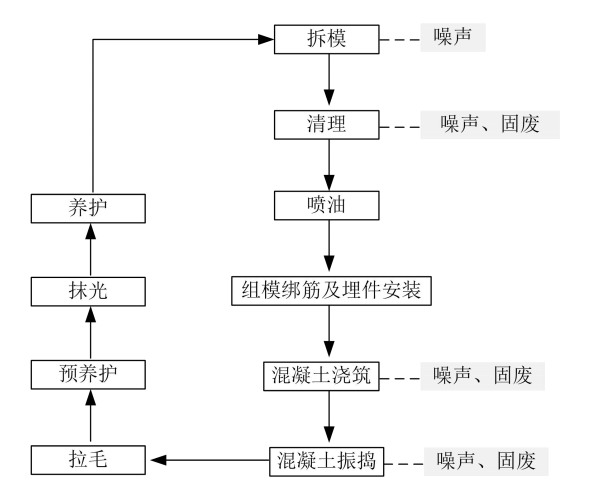 拆模
噪声
清理
噪声、固废
喷油
养护
组模绑筋及埋件安装
抹光
混凝土浇筑
噪声、固废
预养护
混凝土振捣
噪声、固废
拉毛